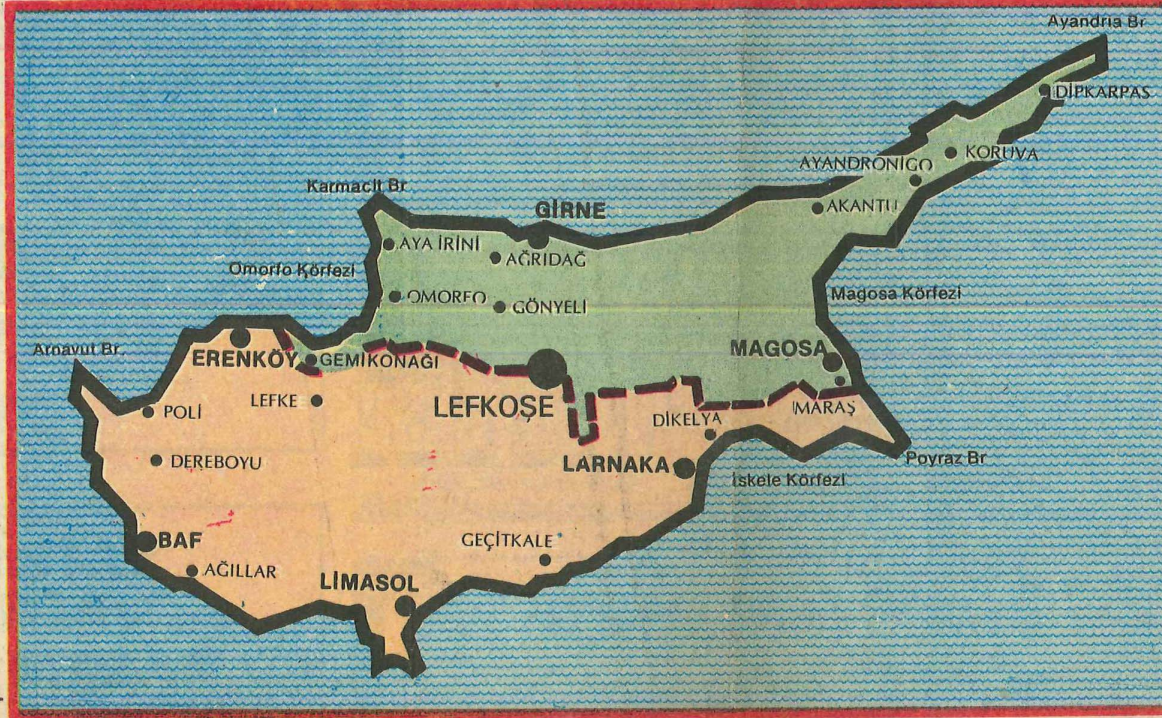 Ayandria Br
DİPKARPAS
KORUVA
AYANDRONİGO
AKANTU
Karmacit Br
GİRNE
AYA İRİNİ
AĞRIDAĞ
Omorfo Körfezi
OMORFO
GÖNYELİ
Magosa Körfezi
Arnavut Br
ERENKÖY
GEMİKONAĞI
MAGOSA
LEFKE
LEFKOŞE
MARAŞ
POLİ
DİKELYA
DEREBOYU
LARNAKA
Poyraz Br
İskele Körfezi
BAF
GEÇİTKALE
AĞILLAR
LİMASOL